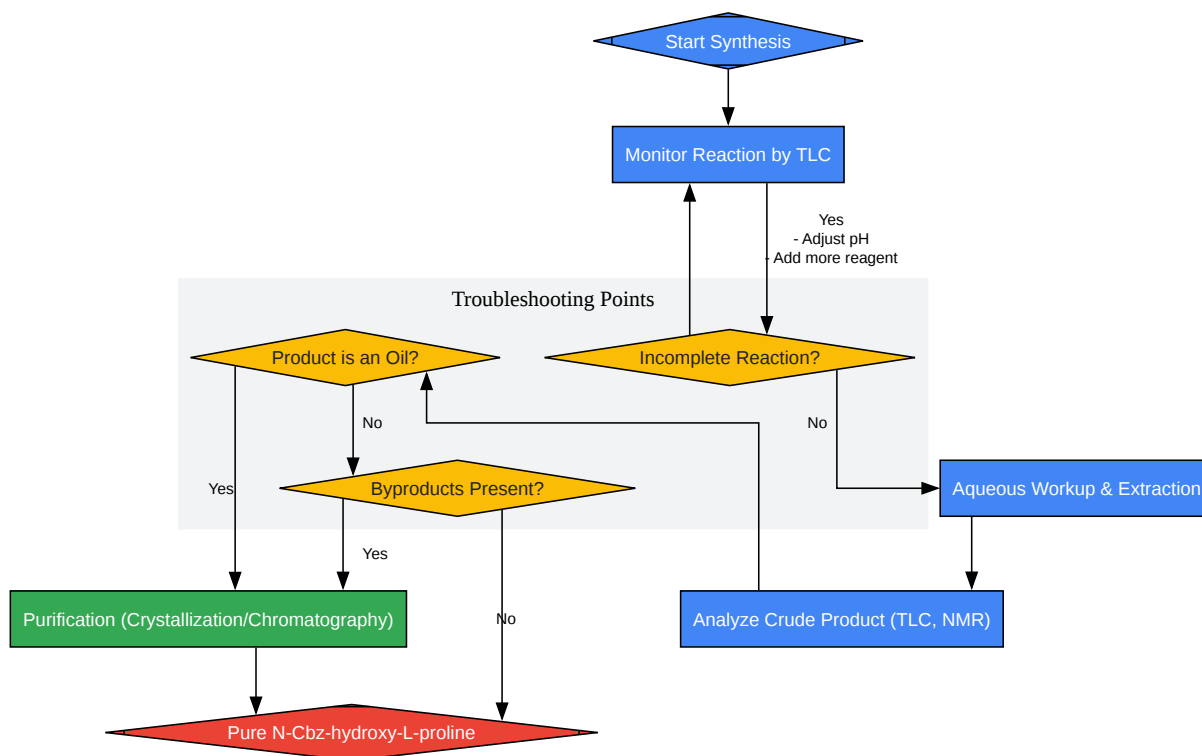 Start Synthesis
Monitor Reaction by TLC
Yes
- Adjust pH
- Add more reagent
Troubleshooting Points
Product is an Oil?
Incomplete Reaction?
No
No
Byproducts Present?
Yes
Aqueous Workup & Extraction
Yes
Purification (Crystallization/Chromatography)
No
Analyze Crude Product (TLC, NMR)
Pure N-Cbz-hydroxy-L-proline